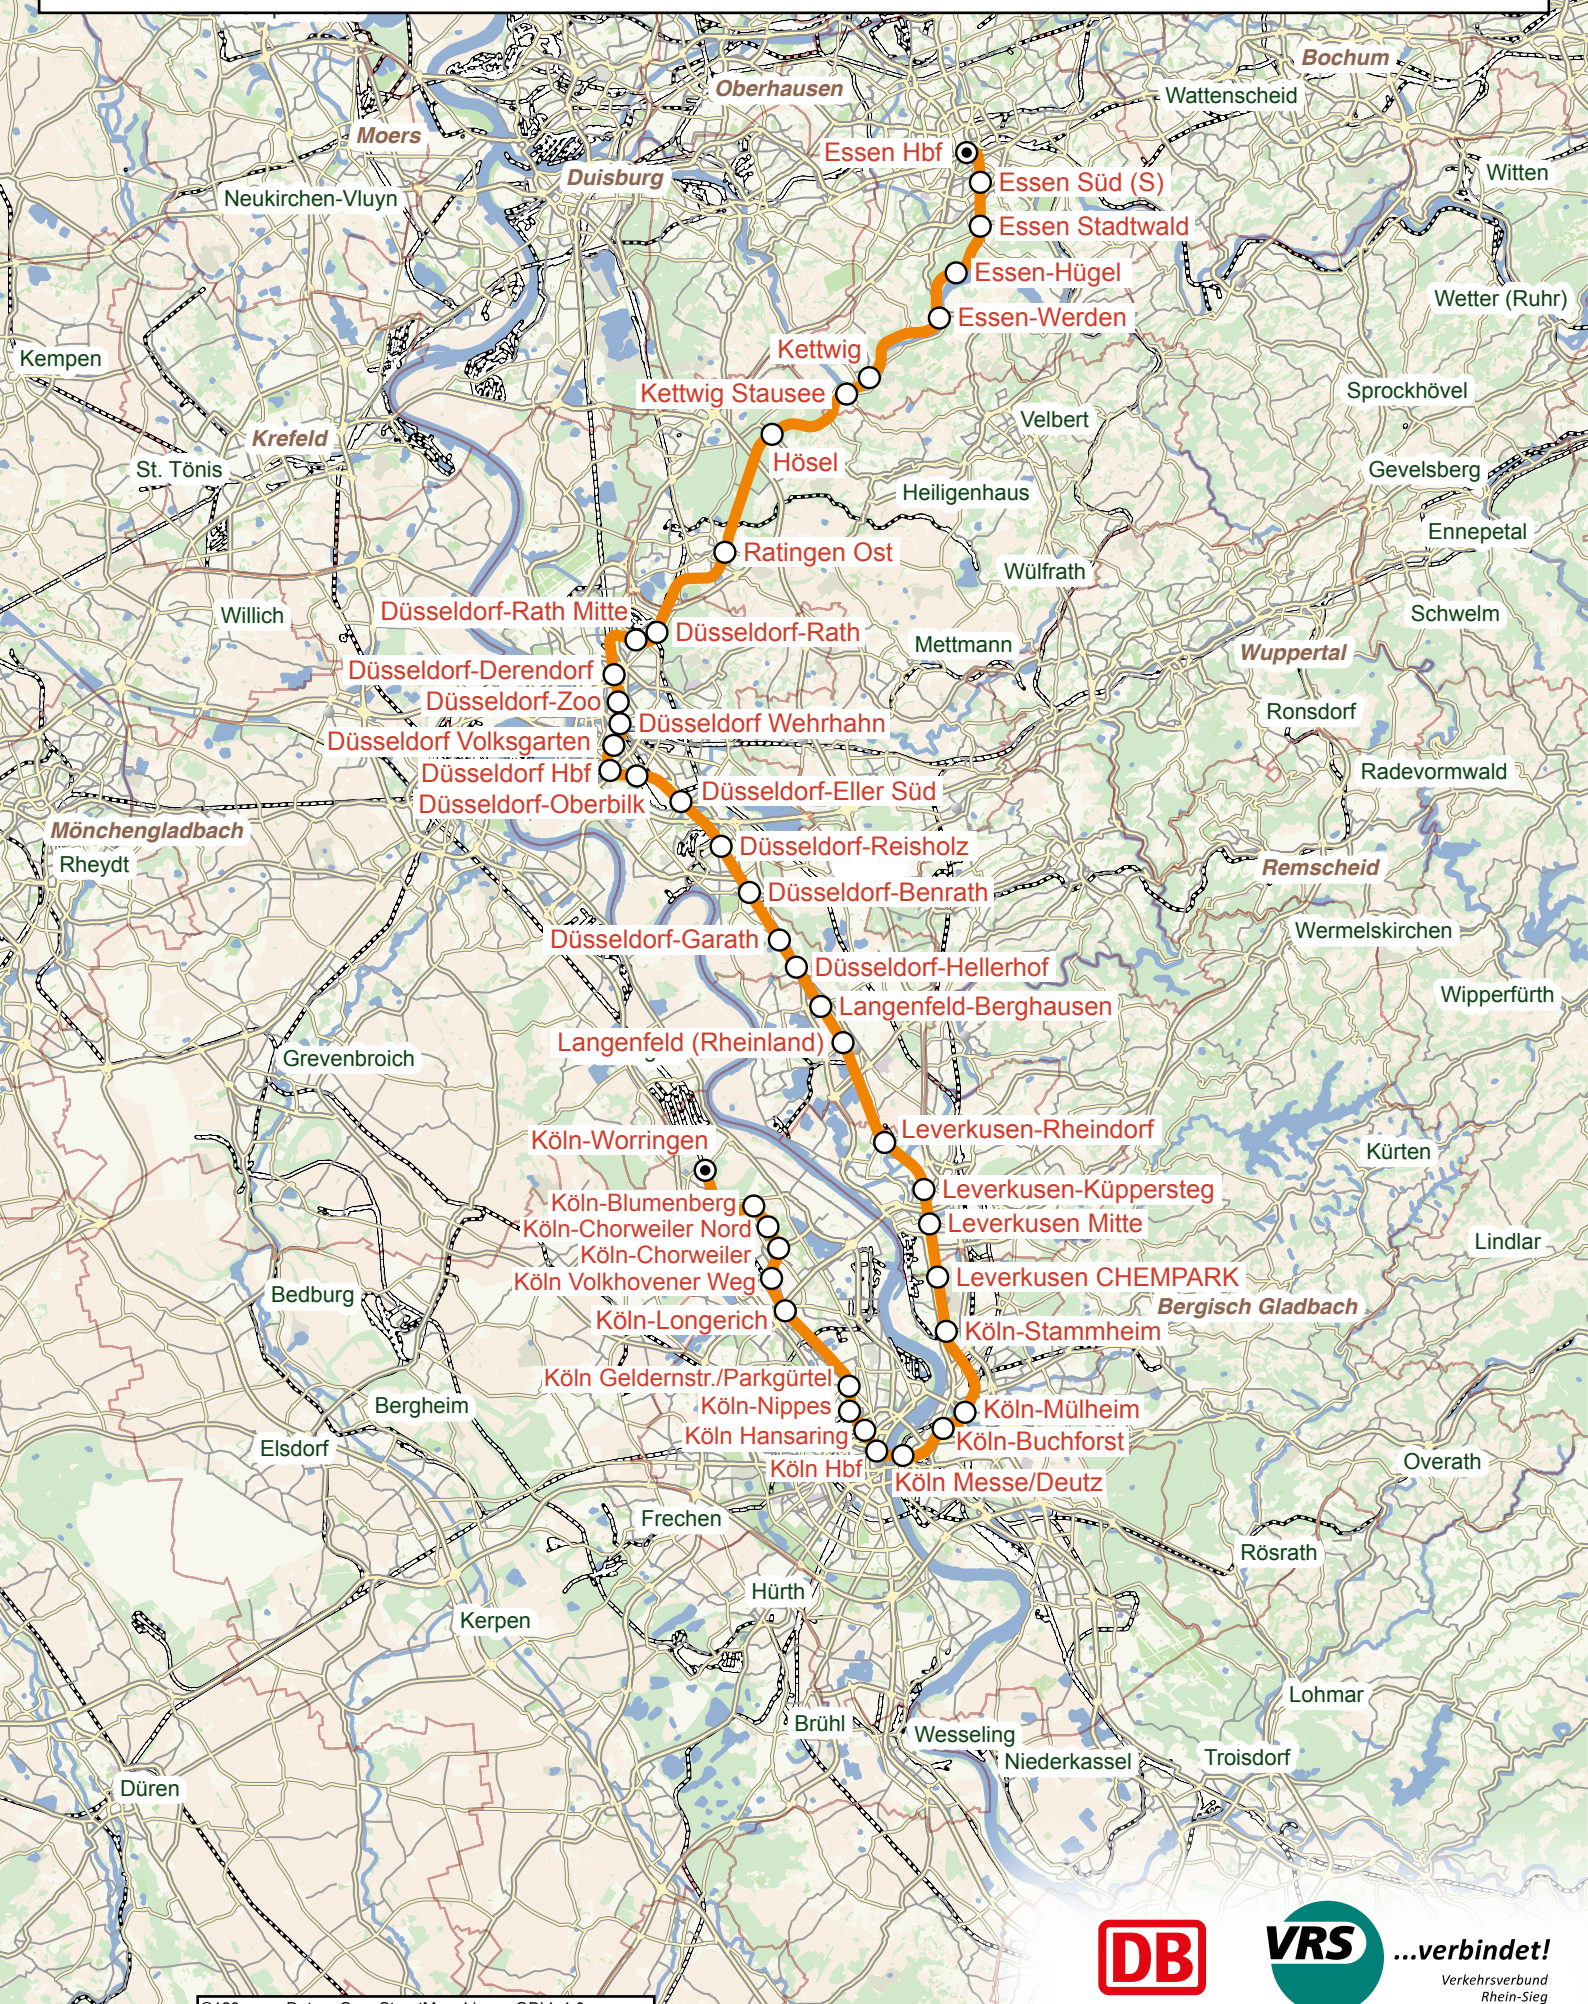 Bochum
Oberhausen
Wattenscheid
Moers
Essen Hbf
Witten
Duisburg
Essen Süd (S)
Neukirchen-Vluyn
Essen Stadtwald
Essen-Hügel
Wetter (Ruhr)
Essen-Werden
Kettwig
Kempen
Kettwig Stausee
Sprockhövel
Velbert
Krefeld
Hösel
St. Tönis
Gevelsberg
Heiligenhaus
Ennepetal
Ratingen Ost
Wülfrath
Düsseldorf-Rath Mitte
Willich
Schwelm
Düsseldorf-Rath
Mettmann
Wuppertal
Düsseldorf-Derendorf
Düsseldorf-Zoo
Ronsdorf
Düsseldorf Wehrhahn
Düsseldorf Volksgarten
Düsseldorf Hbf
Radevormwald
Düsseldorf-Eller Süd
Düsseldorf-Oberbilk
Mönchengladbach
Düsseldorf-Reisholz
Rheydt
Remscheid
Düsseldorf-Benrath
Wermelskirchen
Düsseldorf-Garath
Düsseldorf-Hellerhof
Wipperfürth
Langenfeld-Berghausen
Langenfeld (Rheinland)
Grevenbroich
Leverkusen-Rheindorf
Köln-Worringen
Kürten
Leverkusen-Küppersteg
Köln-Blumenberg
Leverkusen Mitte
Köln-Chorweiler Nord
Lindlar
Köln-Chorweiler
Leverkusen CHEMPARK
Köln Volkhovener Weg
Bedburg
Bergisch Gladbach
Köln-Longerich
Köln-Stammheim
Köln Geldernstr./Parkgürtel
Köln-Nippes
Bergheim
Köln-Mülheim
Köln Hansaring
Köln-Buchforst
Elsdorf
Overath
Köln Hbf
Köln Messe/Deutz
Frechen
Rösrath
Hürth
Kerpen
Lohmar
Brühl
Wesseling
Niederkassel
Troisdorf
Düren
DB
VRS
...verbindet!
Verkehrsverbund
Rhein-Sieg